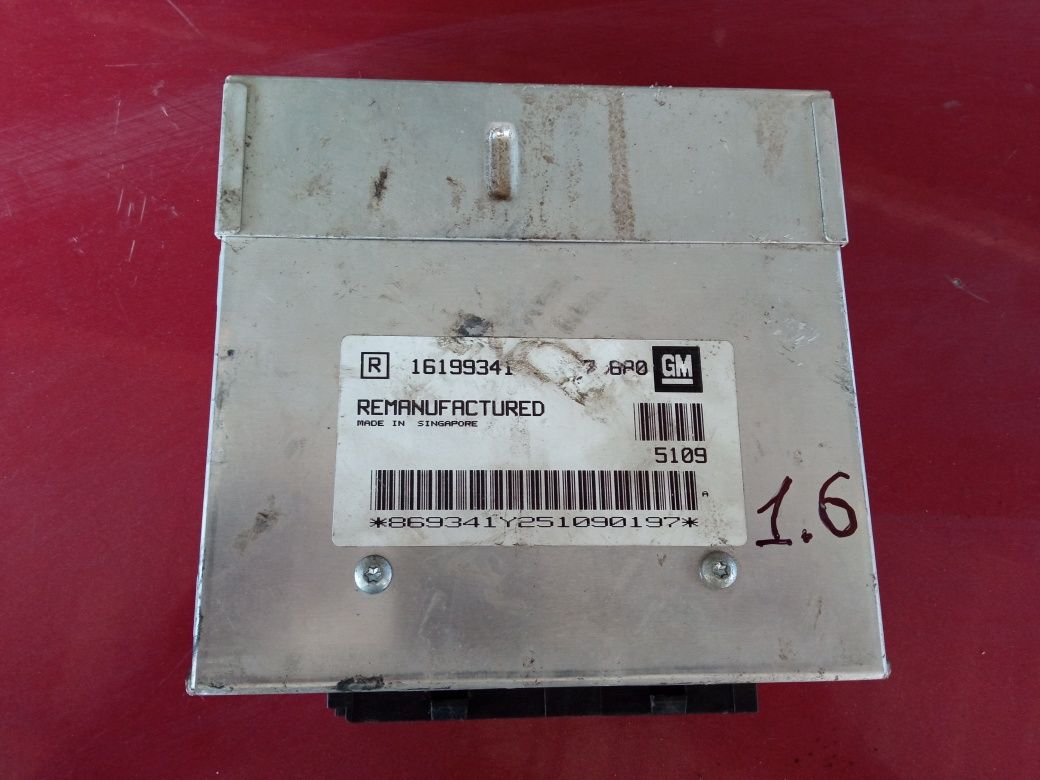 R 16199341 GM
REMANUFACTURED
MADE IN SINGAPORE
5109
A
*869341Y251090197*
1.6